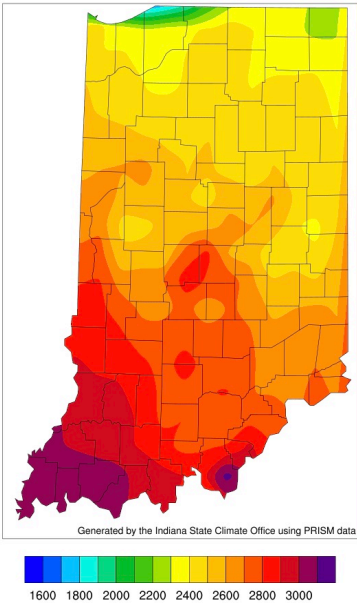 Generated by the Indiana State Climate Office using PRISM data
1600 1800 2000 2200 2400 2600 2800 3000